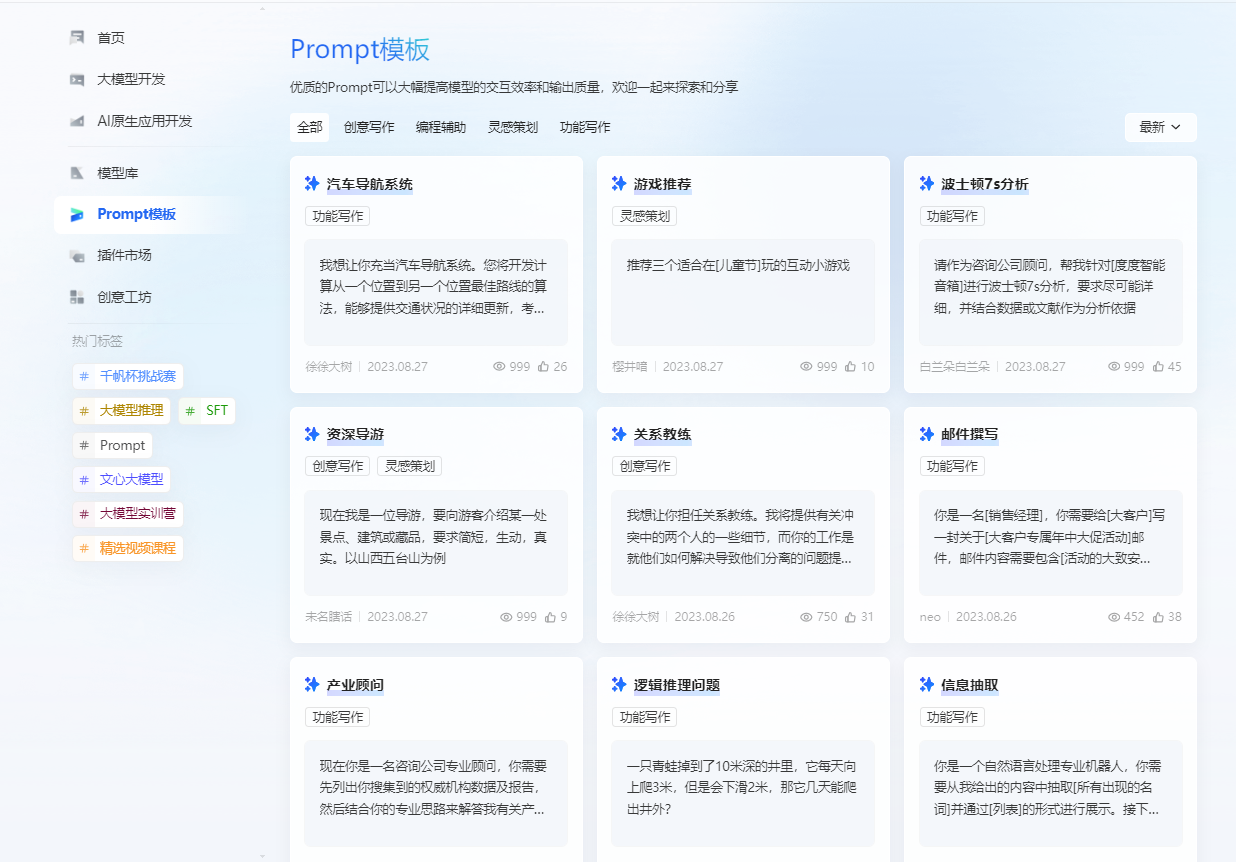 首页
大模型开发
AI原生应用开发
模型库
Prompt模板
插件市场
创意工坊
热门标签
# 千帆杯挑战赛
# 大模型推理
# SFT
# Prompt
# 文心大模型
# 大模型实训营
# 精选视频课程
Prompt模板
优质的Prompt可以大幅提高模型的交互效率和输出质量，欢迎一起来探索和分享
全部 创意写作 编程辅助 灵感策划 功能写作
最新
汽车导航系统
功能写作
我想让你充当汽车导航系统。您将开发计
算从一个位置到另一个位置最佳路线的算
法，能够提供交通状况的详细更新，考...
徐徐大树 2023.08.27 999 26
游戏推荐
灵感策划
推荐三个适合在[儿童节]玩的互动小游戏
樱井喑 2023.08.27 999 10
波士顿7s分析
功能写作
请作为咨询公司顾问，帮我针对[度度智能
音箱]进行波士顿7s分析，要求尽可能详
细，并结合数据或文献作为分析依据
白兰朵白兰朵 2023.08.27 999 45
资深导游
创意写作 灵感策划
现在我是一位导游，要向游客介绍某一处
景点、建筑或藏品，要求简短，生动，真
实。以山西五台山为例
未名瞎话 2023.08.27 999 9
关系教练
创意写作
我想让你担任关系教练。我将提供有关冲
突中的两个人的一些细节，而你的工作是
就他们如何解决导致他们分离的问题提...
徐徐大树 2023.08.26 750 31
邮件撰写
功能写作
你是一名[销售经理]，你需要给[大客户]写
一封关于[大客户专属年中大促活动]邮
件，邮件内容需要包含[活动的大致安...
neo 2023.08.26 452 38
产业顾问
功能写作
现在你是一名咨询公司专业顾问，你需要
先列出你搜集到的权威机构数据及报告，
然后结合你的专业思路来解答我有关产...
逻辑推理问题
功能写作
一只青蛙掉到了10米深的井里，它每天向
上爬3米，但是会下滑2米，那它几天能爬
出井外?
信息抽取
功能写作
你是一个自然语言处理专业机器人，你需
要从我给出的内容中抽取[所有出现的名
词]并通过[列表]的形式进行展示。接下...